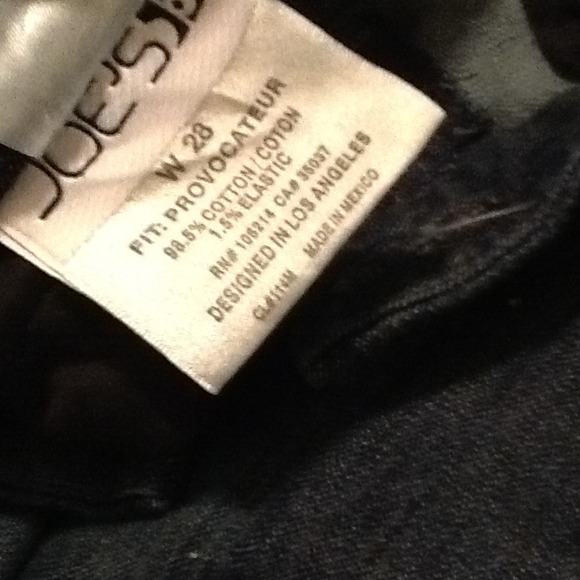 JOE'S
W 28
FIT: PROVOCATEUR
98.5% COTTON / COTON
1.5% ELASTIC
RN# 106214 CA# 35037
DESIGNED IN LOS ANGELES
MADE IN MEXICO